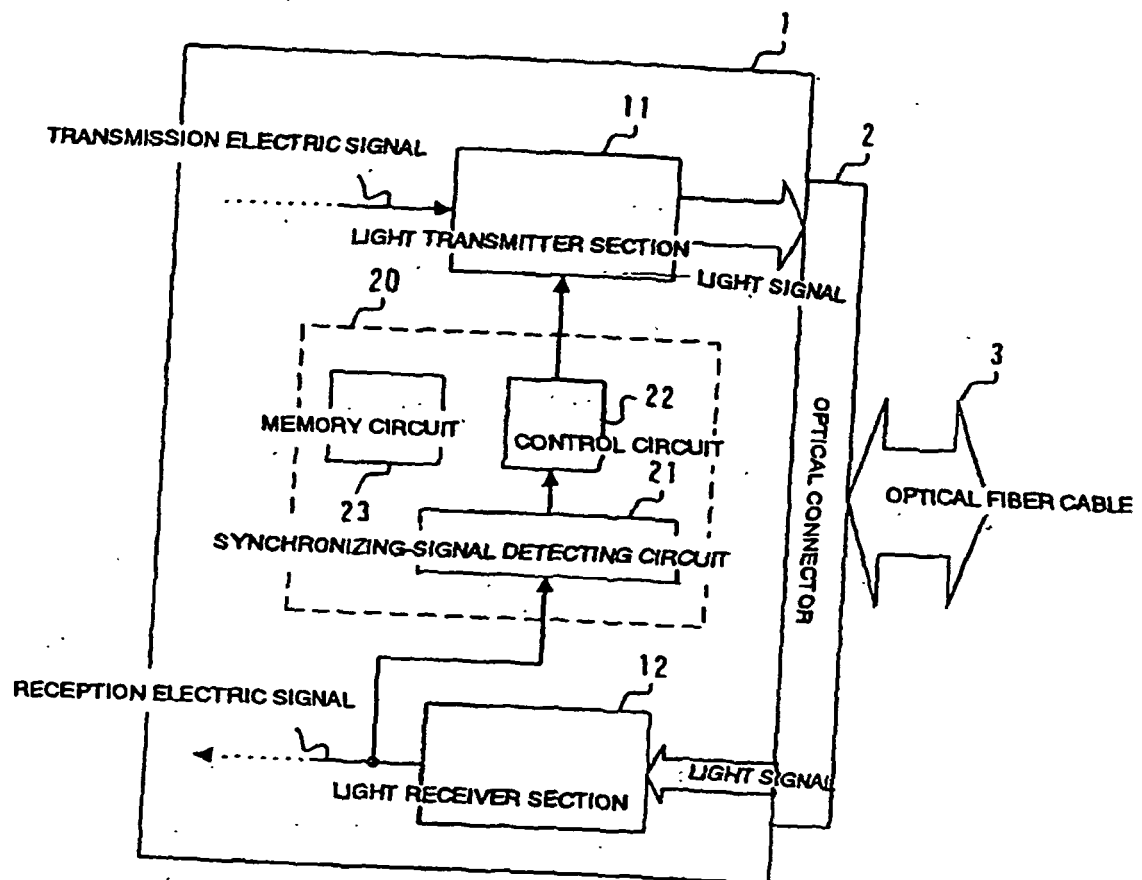 1
11
TRANSMISSION ELECTRIC SIGNAL
2
LIGHT TRANSMITTER SECTION
LIGHT SIGNAL
20
3
22
MEMORY CIRCUIT
CONTROL CIRCUIT
OPTICAL CONNECTOR
OPTICAL FIBER CABLE
23
21
SYNCHRONIZING-SIGNAL DETECTING CIRCUIT
12
RECEPTION ELECTRIC SIGNAL
LIGHT SIGNAL
LIGHT RECEIVER SECTION